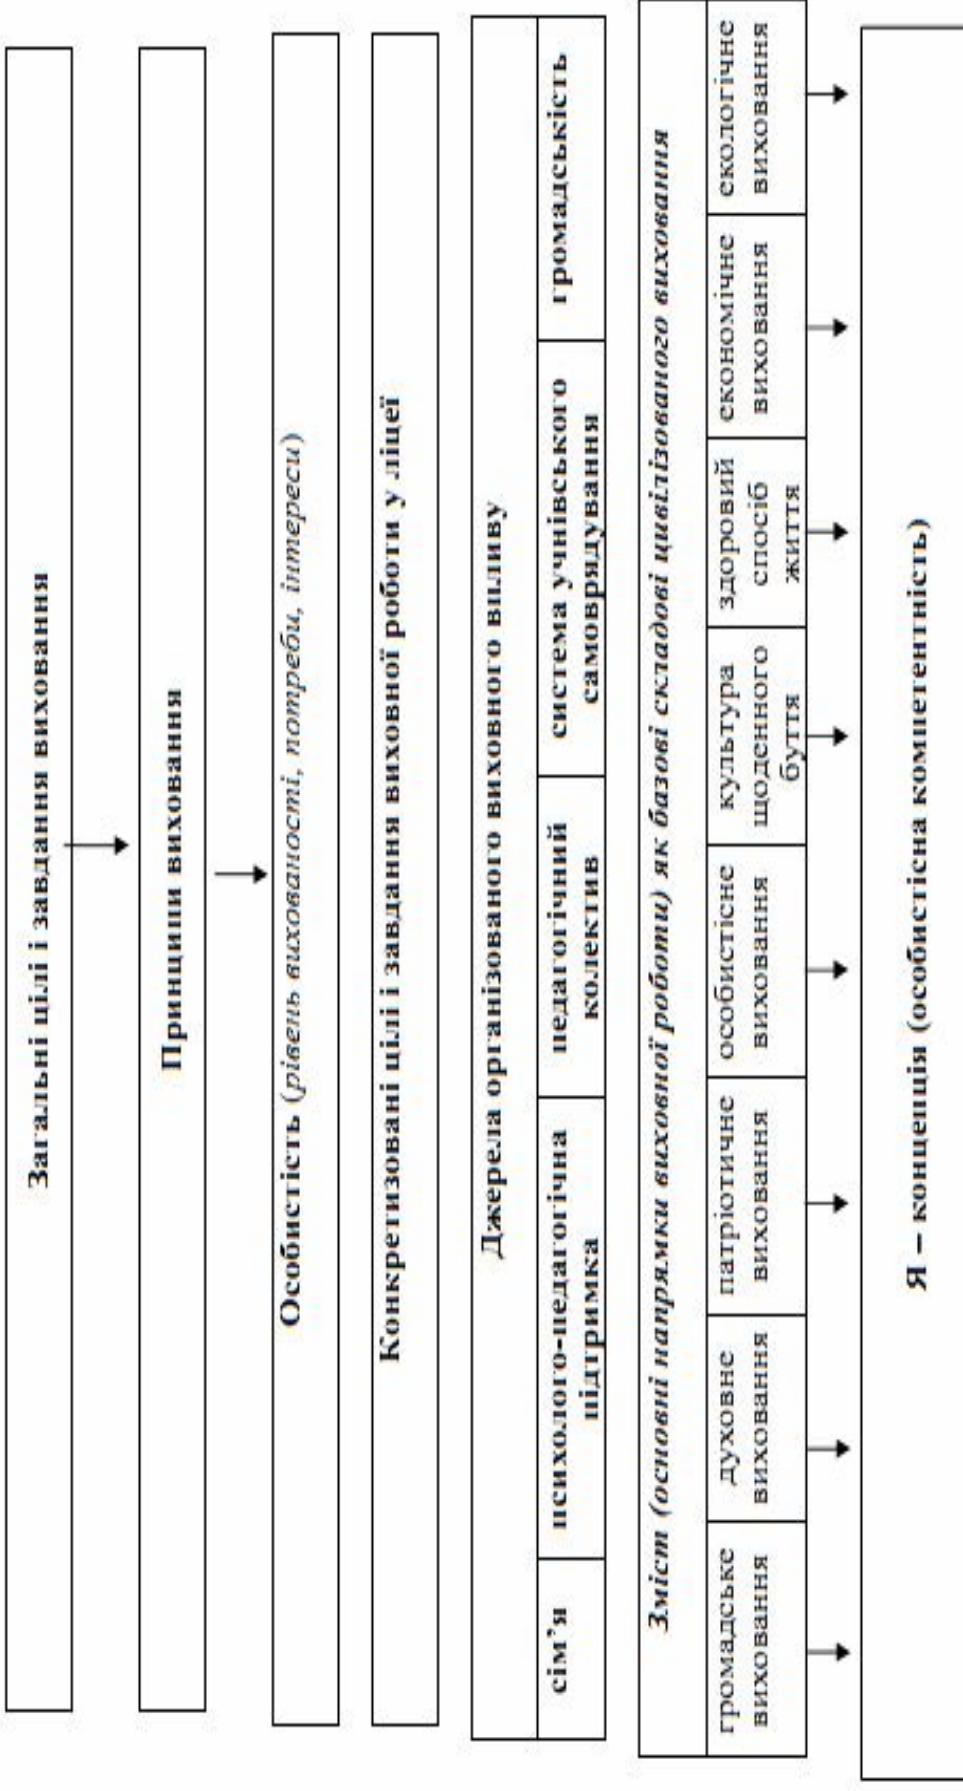 Загальні цілі і завдання виховання
Принципи виховання
Особистість (рівень вихованості, потреби, інтереси)
Конкретизовані цілі і завдання виховної роботи у ліцеї
Джерела організованого виховного впливу
сім’я
психолого-педагогічна
підтримка
педагогічний
колектив
система учнівського
самоврядування
громадськість
Зміст (основні напрямки виховної роботи) як базові складові цивілізованого виховання
громадське
виховання
духовне
виховання
патріотичне
виховання
особистісне
виховання
культура
щоденного
буття
здоровий
спосіб
життя
економічне
виховання
екологічне
виховання
Я – концепція (особистісна компетентність)